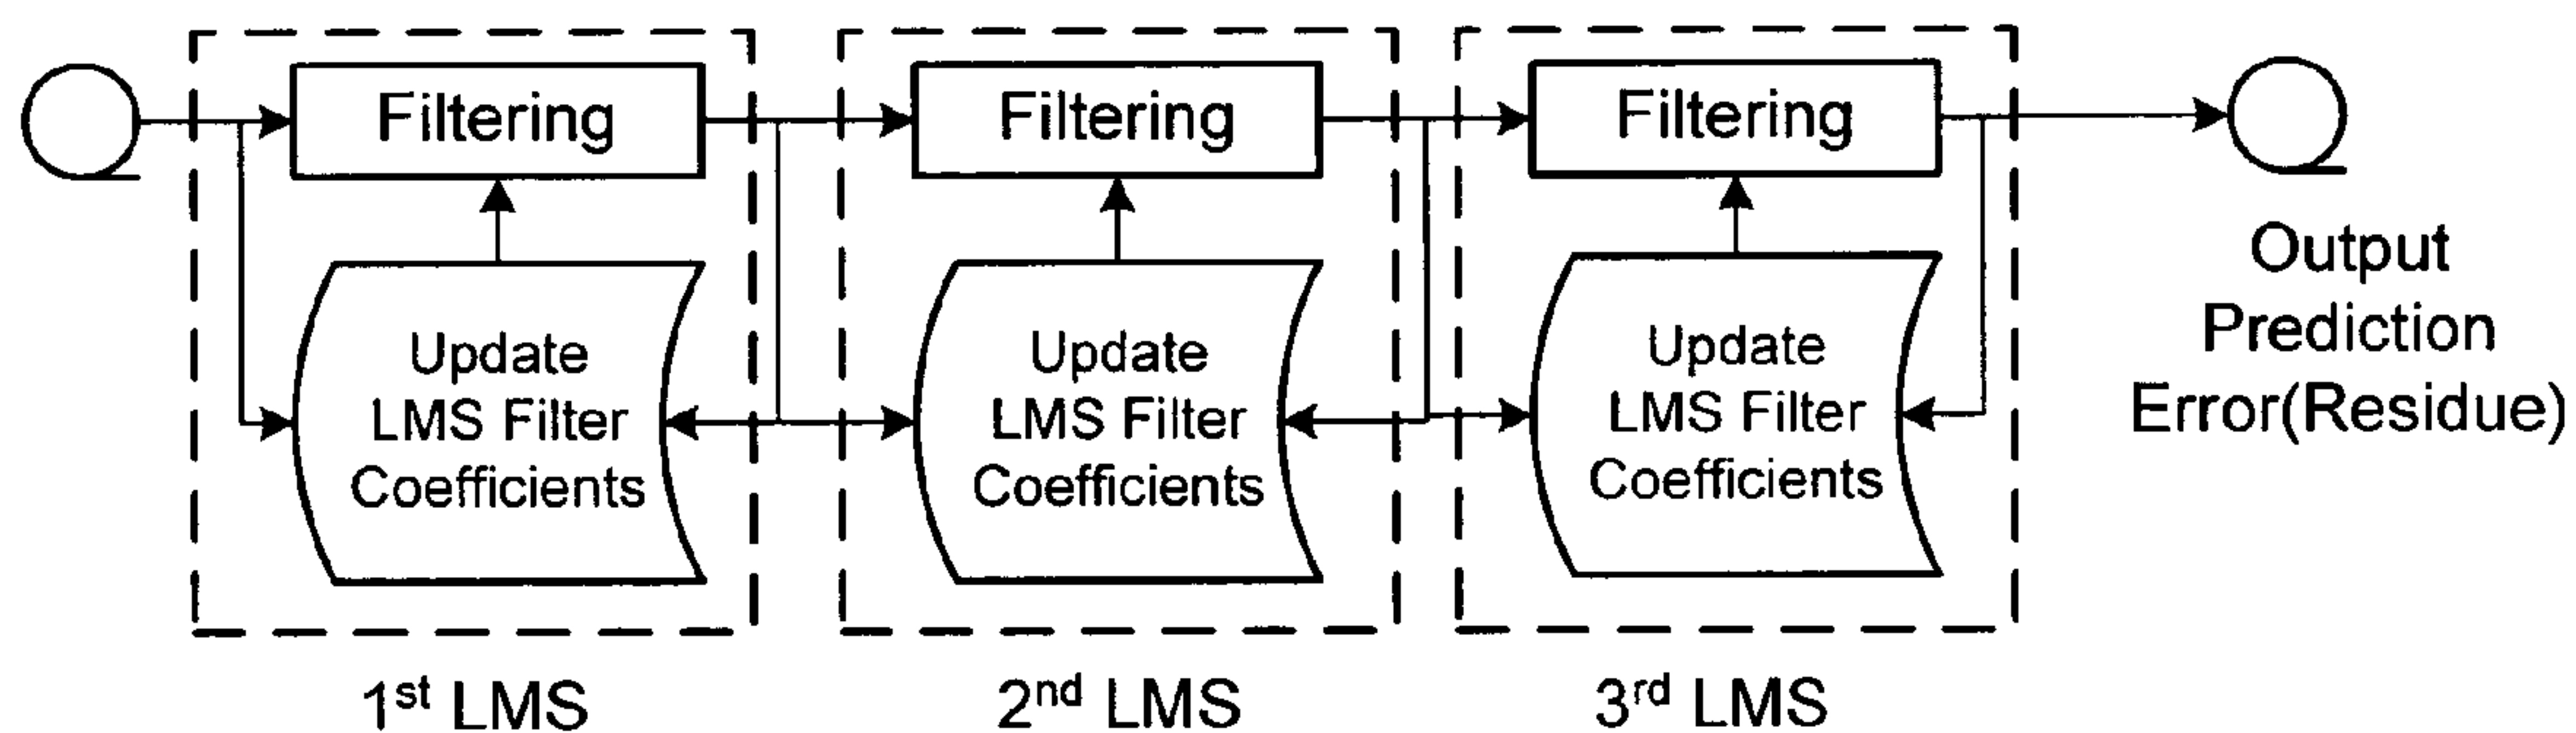 Filtering
Filtering
Filtering
Update
LMS Filter
Coefficients
Update
LMS Filter
Coefficients
Update
LMS Filter
Coefficients
Output
Prediction
Error(Residue)
1st LMS
2nd LMS
3rd LMS